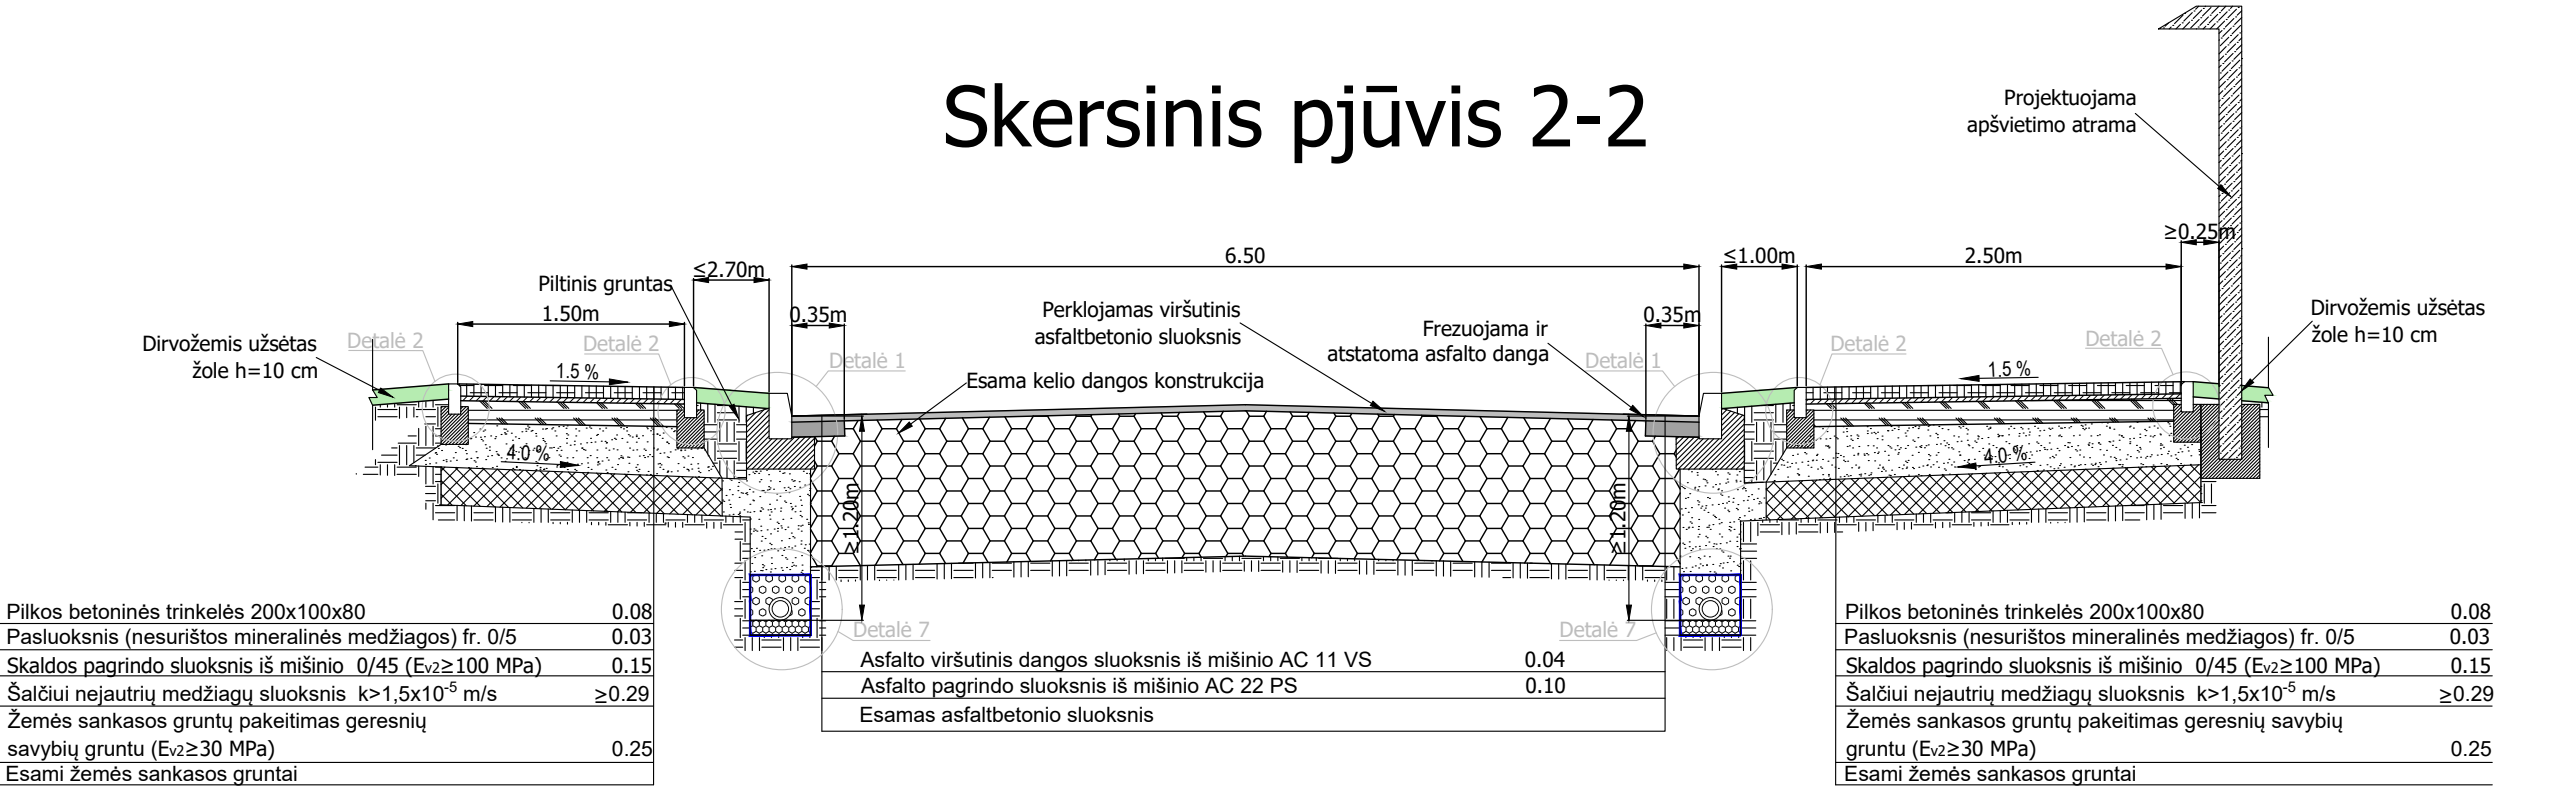 Skersinis pjūvis 2-2
Projektuojama
apšvietimo atrama
≥0.25m
≤2.70m
6.50
≤1.00m
2.50m
Piltinis gruntas
1.50m
0.35m
Perklojamas viršutinis
asfaltbetonio sluoksnis
Frezuojama ir
atstatoma asfalto danga
0.35m
Dirvožemis užsėtas
žole h=10 cm
Dirvožemis užsėtas
žole h=10 cm
Detalė 2
Detalė 2
Detalė 1
Detalė 1
Detalė 2
Detalė 2
Esama kelio dangos konstrukcija
1.5 %
1.5 %
4.0 %
4.0 %
≥1.20m
≥1.20m
Detalė 7
Detalė 7
Pilkos betoninės trinkelės 200x100x80 0.08
Pasluoksnis (nesurištos mineralinės medžiagos) fr. 0/5 0.03
Skaldos pagrindo sluoksnis iš mišinio 0/45 (Ev2≥100 MPa) 0.15
Šalčiui nejautrių medžiagų sluoksnis k>1,5x10-5 m/s ≥0.29
Žemės sankasos gruntų pakeitimas geresnių
savybių gruntu (Ev2≥30 MPa) 0.25
Esami žemės sankasos gruntai
Asfalto viršutinis dangos sluoksnis iš mišinio AC 11 VS 0.04
Asfalto pagrindo sluoksnis iš mišinio AC 22 PS 0.10
Esamas asfaltbetonio sluoksnis
Pilkos betoninės trinkelės 200x100x80 0.08
Pasluoksnis (nesurištos mineralinės medžiagos) fr. 0/5 0.03
Skaldos pagrindo sluoksnis iš mišinio 0/45 (Ev2≥100 MPa) 0.15
Šalčiui nejautrių medžiagų sluoksnis k>1,5x10-5 m/s ≥0.29
Žemės sankasos gruntų pakeitimas geresnių savybių
gruntu (Ev2≥30 MPa) 0.25
Esami žemės sankasos gruntai